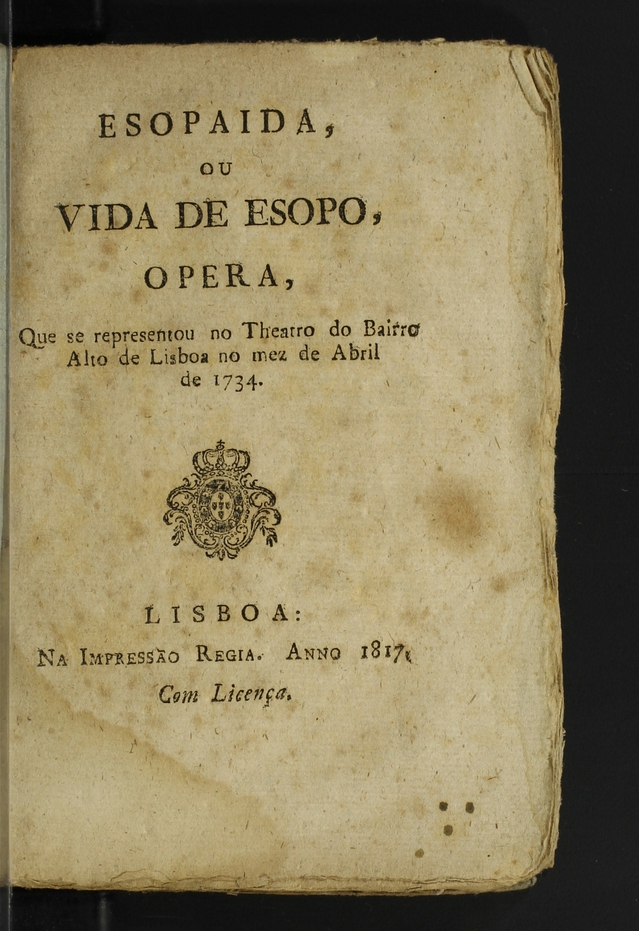 ESOPAIDA,
OU
VIDA DE ESOPO,
OPERA,
Que se representou no Theatro do Bairro
Alto de Lisboa no mez de Abril
de 1734.
LISBOA:
NA IMPRESSÃO REGIA. ANNO 1817.
Com Licença.